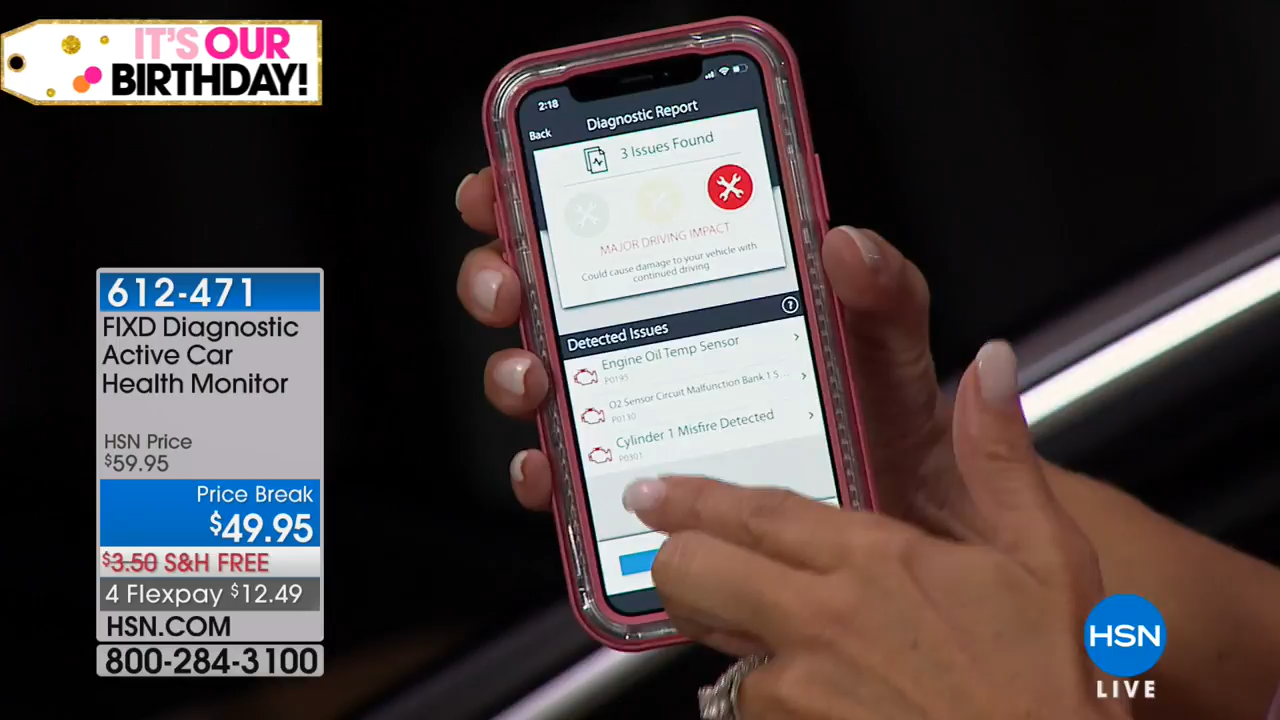 IT'S OUR
BIRTHDAY!
612-471
FIXD Diagnostic
Active Car
Health Monitor
HSN Price
$59.95
Price Break
$49.95
$3.50 S&H FREE
4 Flexpay $12.49
HSN.COM
800-284-3100
2:18
Back
Diagnostic Report
3 Issues Found
MAJOR DRIVING IMPACT
Could cause damage to your vehicle with
continued driving
Detected Issues
?
Engine Oil Temp Sensor
P0195
O2 Sensor Circuit Malfunction Bank 1 S...
P0130
Cylinder 1 Misfire Detected
P0301
HSN
LIVE